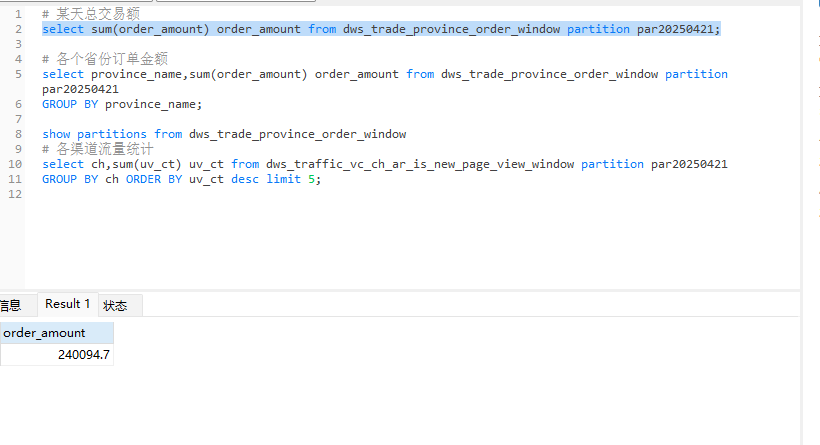 1 # 某天总交易额
2 select sum(order_amount) order_amount from dws_trade_province_order_window partition par20250421;
3
4 # 各个省份订单金额
5 select province_name,sum(order_amount) order_amount from dws_trade_province_order_window partition
par20250421
6 GROUP BY province_name;
7
8 show partitions from dws_trade_province_order_window
9 # 各渠道流量统计
10 select ch,sum(uv_ct) uv_ct from dws_traffic_vc_ch_ar_is_new_page_view_window partition par20250421
11 GROUP BY ch ORDER BY uv_ct desc limit 5;
12
信息 Result 1 状态
order_amount
240094.7